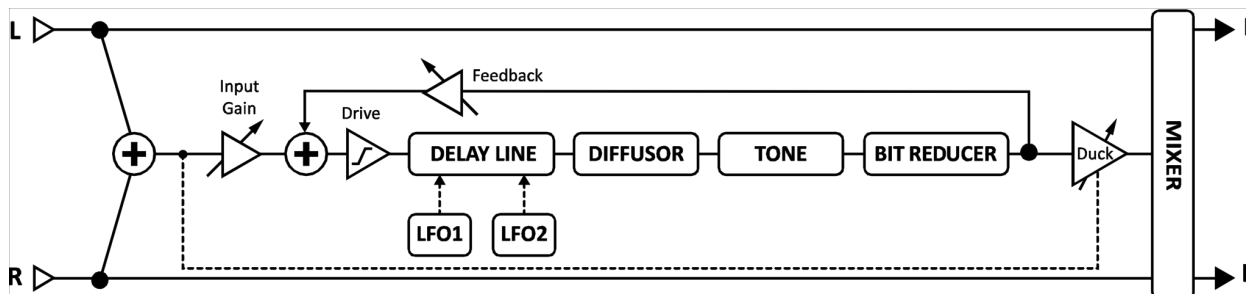 L
Input
Gain
Feedback
Drive
DELAY LINE
DIFFUSOR
TONE
BIT REDUCER
Duck
MIXER
LFO1
LFO2
R